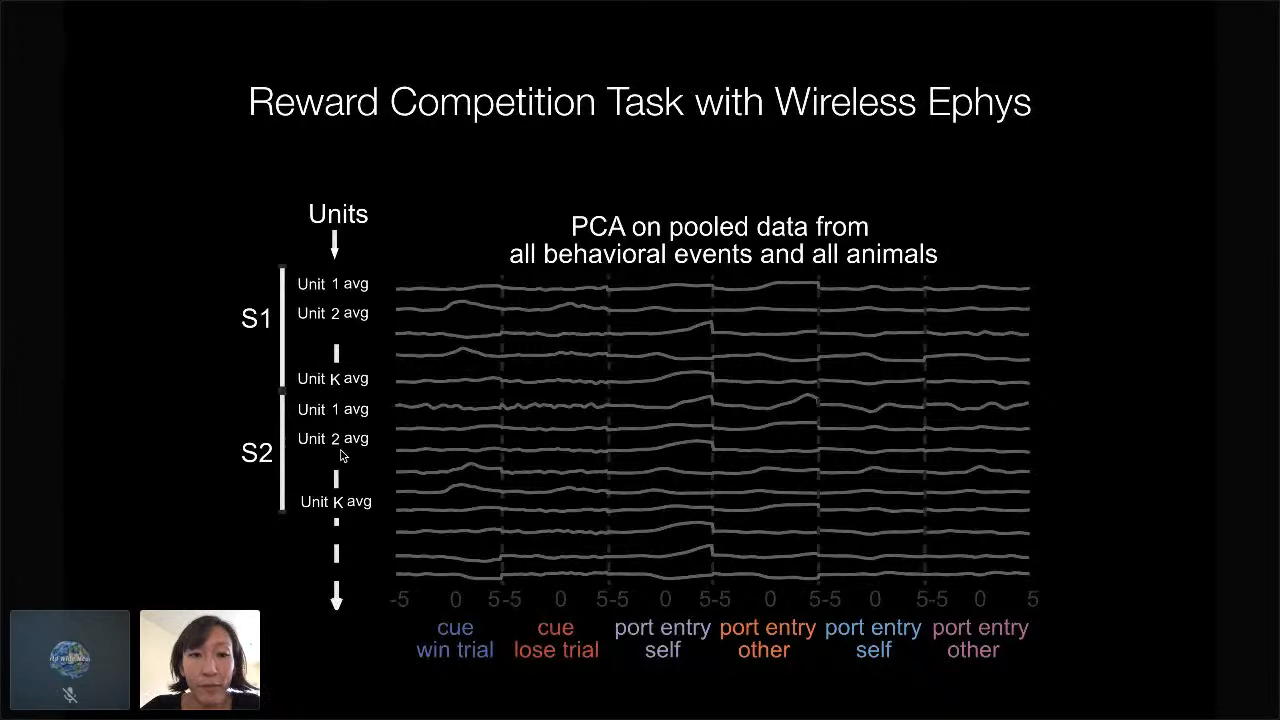 Reward Competition Task with Wireless Ephys
Units
PCA on pooled data from
all behavioral events and all animals
S1
Unit 1 avg
Unit 2 avg
Unit K avg
S2
Unit 1 avg
Unit 2 avg
Unit K avg
-5 0 5-5 0 5-5 0 5-5 0 5-5 0 5-5 0 5
cue
win trial
cue
lose trial
port entry
self
port entry
other
port entry
self
port entry
other